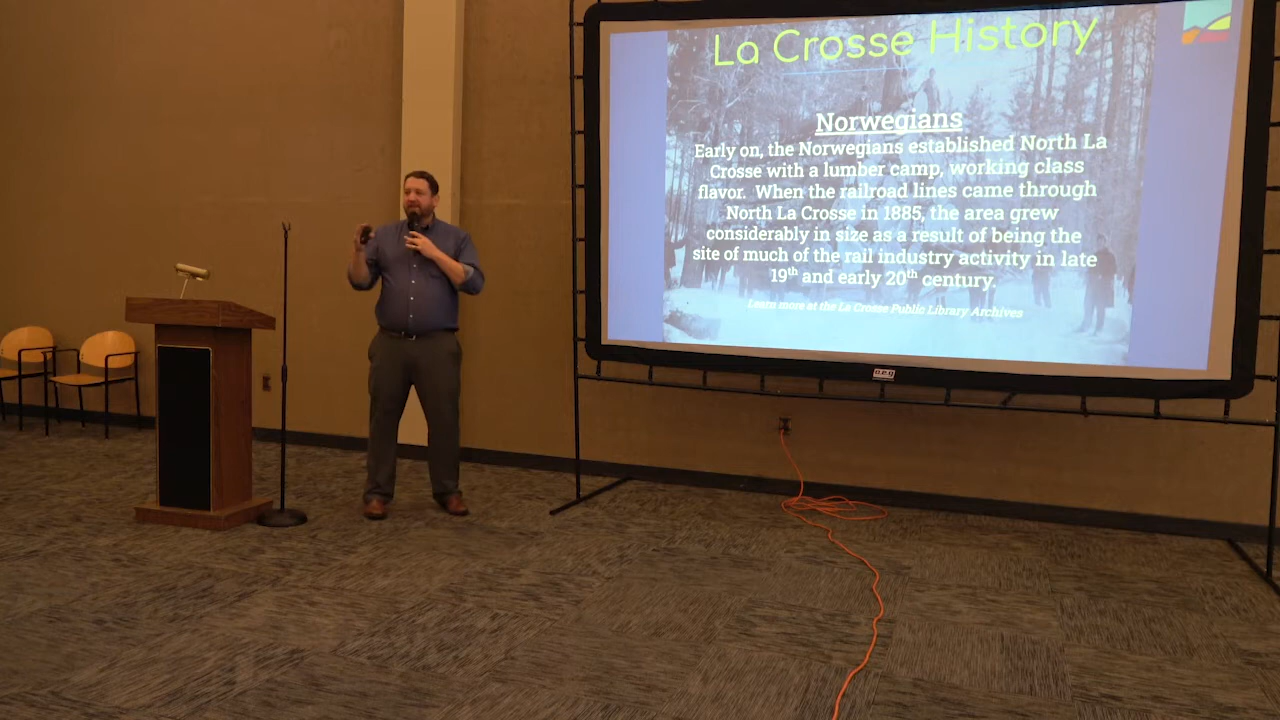 La Crosse History
Norwegians
Early on, the Norwegians established North La
Crosse with a lumber camp, working class
flavor. When the railroad lines came through
North La Crosse in 1885, the area grew
considerably in size as a result of being the
site of much of the rail industry activity in late
19th and early 20th century.
Learn more at the La Crosse Public Library Archives